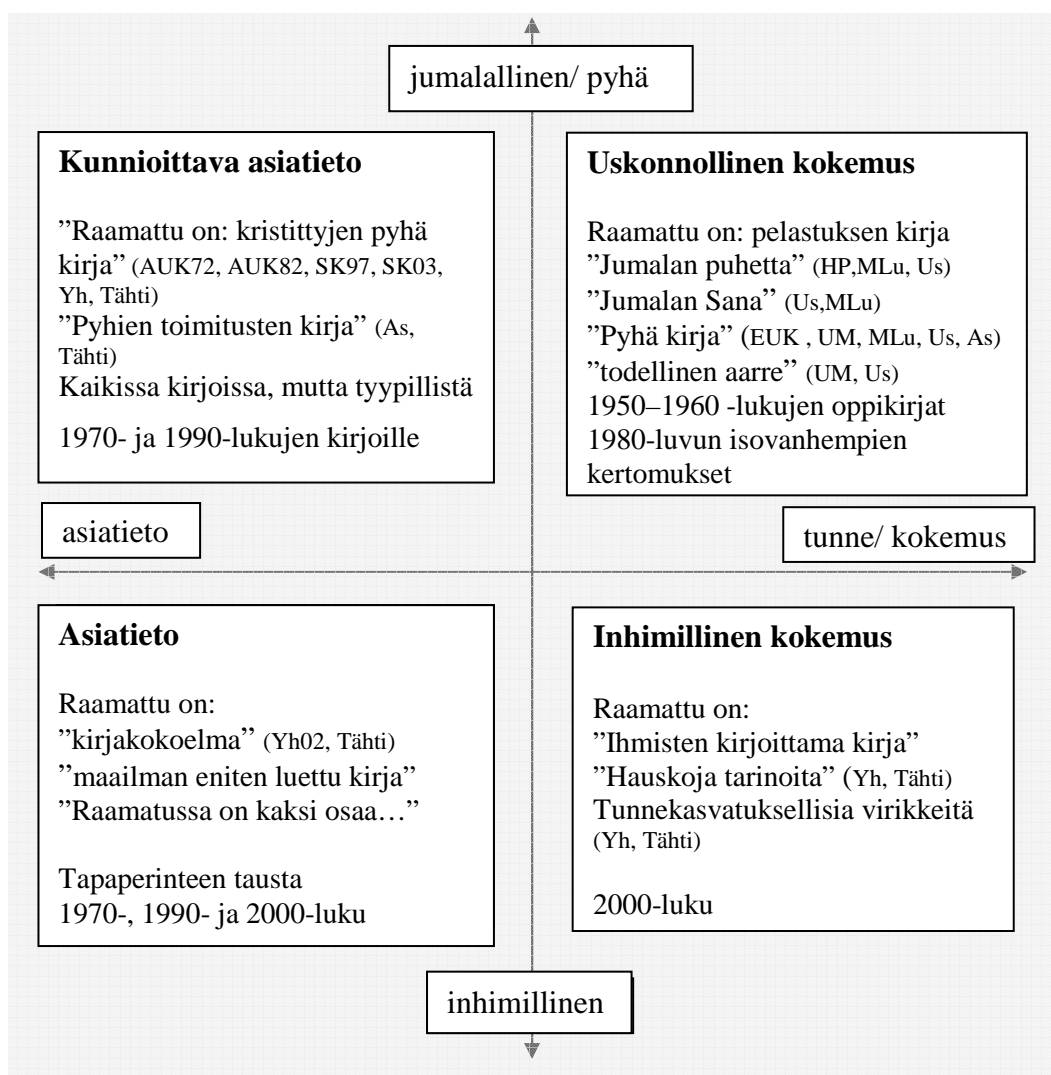 jumalallinen/ pyhä
Kunnioittava asiatieto
”Raamattu on: kristittyjen pyhä
kirja” (AUK72, AUK82, SK97, SK03,
Yh, Tähti)
”Pyhien toimitusten kirja” (As,
Tähti)
Kaikissa kirjoissa, mutta tyypillistä
1970- ja 1990-lukujen kirjoille
Uskonnollinen kokemus
Raamattu on: pelastuksen kirja
”Jumalan puhetta” (HP,MLu, Us)
”Jumalan Sana” (Us,MLu)
”Pyhä kirja” (EUK , UM, MLu, Us, As)
”todellinen aarre” (UM, Us)
1950–1960 -lukujen oppikirjat
1980-luvun isovanhempien
kertomukset
asiatieto
tunne/ kokemus
Asiatieto
Raamattu on:
”kirjakokoelma” (Yh02, Tähti)
”maailman eniten luettu kirja”
”Raamatussa on kaksi osaa…”
Tapaperinteen tausta
1970-, 1990- ja 2000-luku
Inhimillinen kokemus
Raamattu on:
”Ihmisten kirjoittama kirja”
”Hauskoja tarinoita” (Yh, Tähti)
Tunnekasvatuksellisia virikkeitä
(Yh, Tähti)
2000-luku
inhimillinen